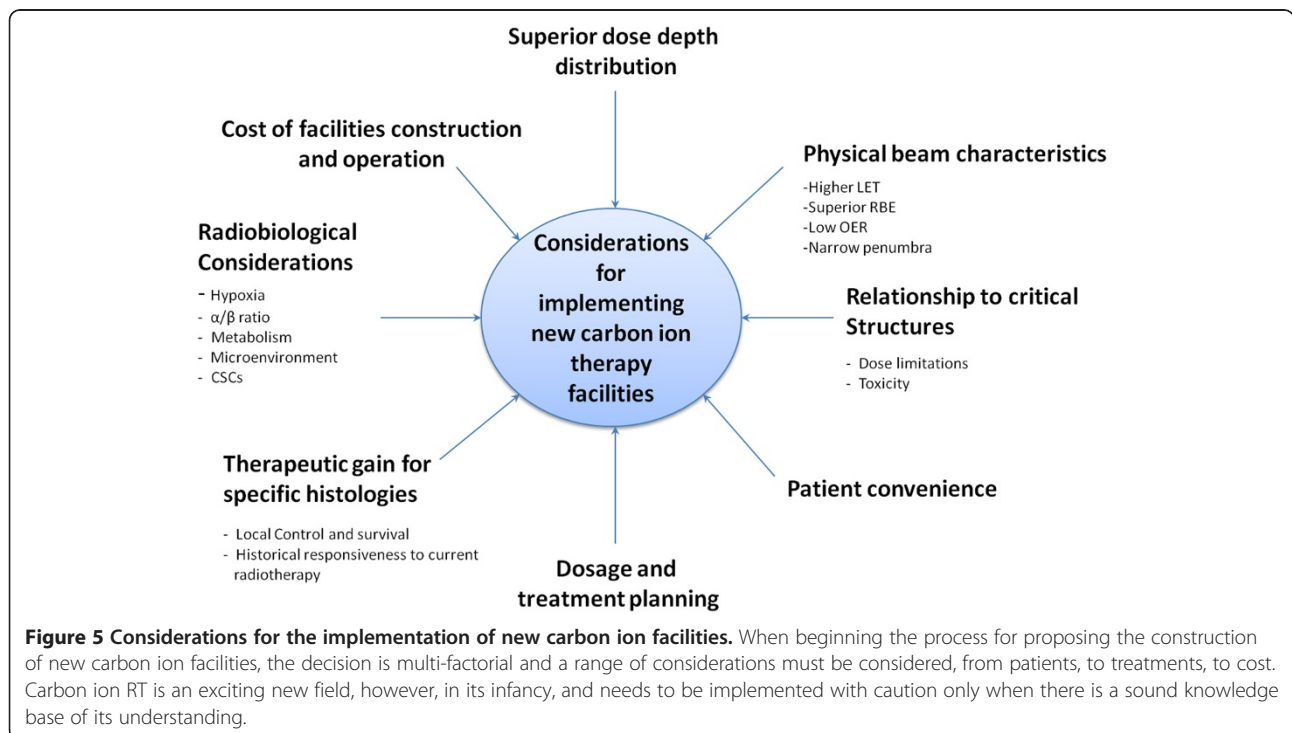 Superior dose depth
distribution
Cost of facilities construction
and operation
Physical beam characteristics
-Higher LET
-Superior RBE
-Low OER
-Narrow penumbra
Radiobiological
Considerations
- Hypoxia
- α/β ratio
- Metabolism
- Microenvironment
- CSCs
Considerations
for
implementing
new carbon ion
therapy
facilities
Relationship to critical
Structures
- Dose limitations
- Toxicity
Therapeutic gain for
specific histologies
- Local Control and survival
- Historical responsiveness to current
radiotherapy
Patient convenience
Dosage and
treatment planning
Figure 5 Considerations for the implementation of new carbon ion facilities. When beginning the process for proposing the construction
of new carbon ion facilities, the decision is multi-factorial and a range of considerations must be considered, from patients, to treatments, to cost.
Carbon ion RT is an exciting new field, however, in its infancy, and needs to be implemented with caution only when there is a sound knowledge
base of its understanding.